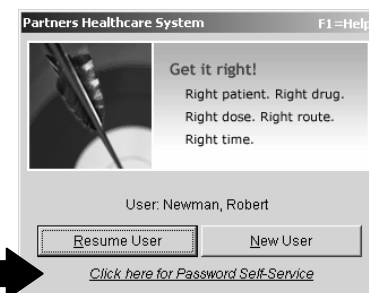 Partners Healthcare System F1=Help
Get it right!
Right patient. Right drug.
Right dose. Right route.
Right time.
User: Newman, Robert
Resume User New User
Click here for Password Self-Service